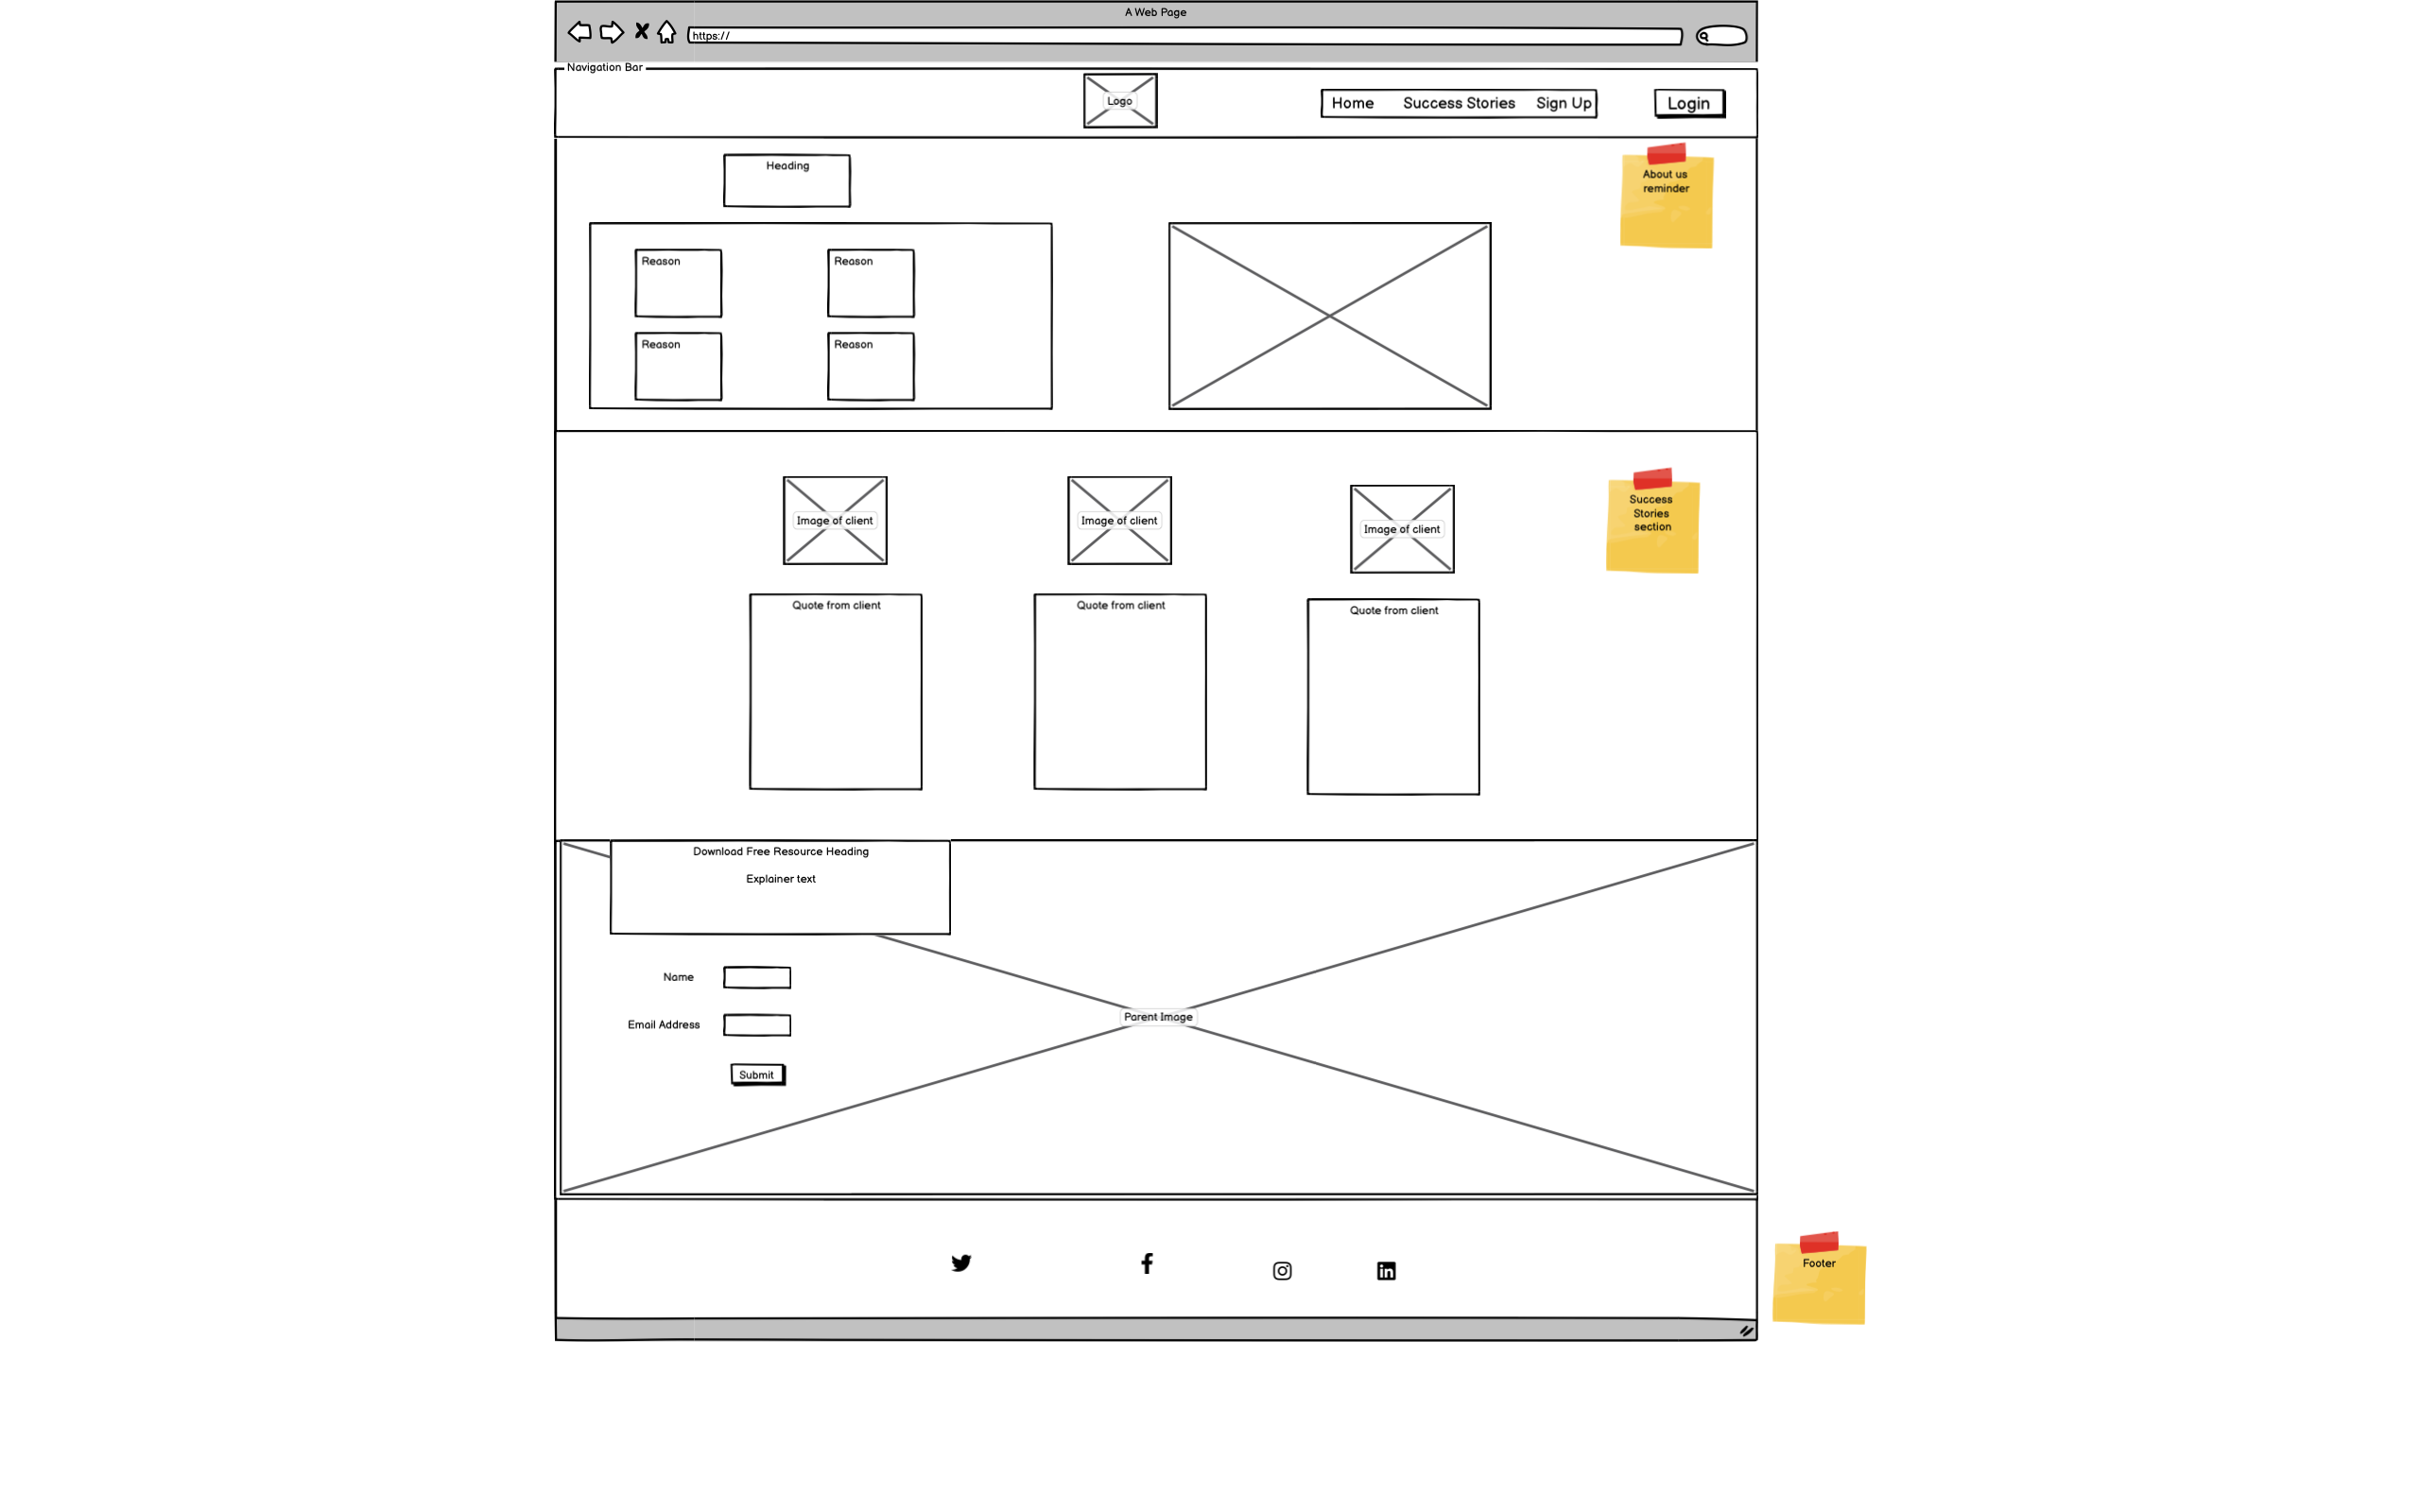 A Web Page
https://
Navigation Bar
Logo
Home Success Stories Sign Up
Login
Heading
About us
reminder
Reason
Reason
Reason
Reason
Image of client
Image of client
Image of client
Success
Stories
section
Quote from client
Quote from client
Quote from client
Download Free Resource Heading
Explainer text
Name
Email Address
Submit
Parent Image
Footer